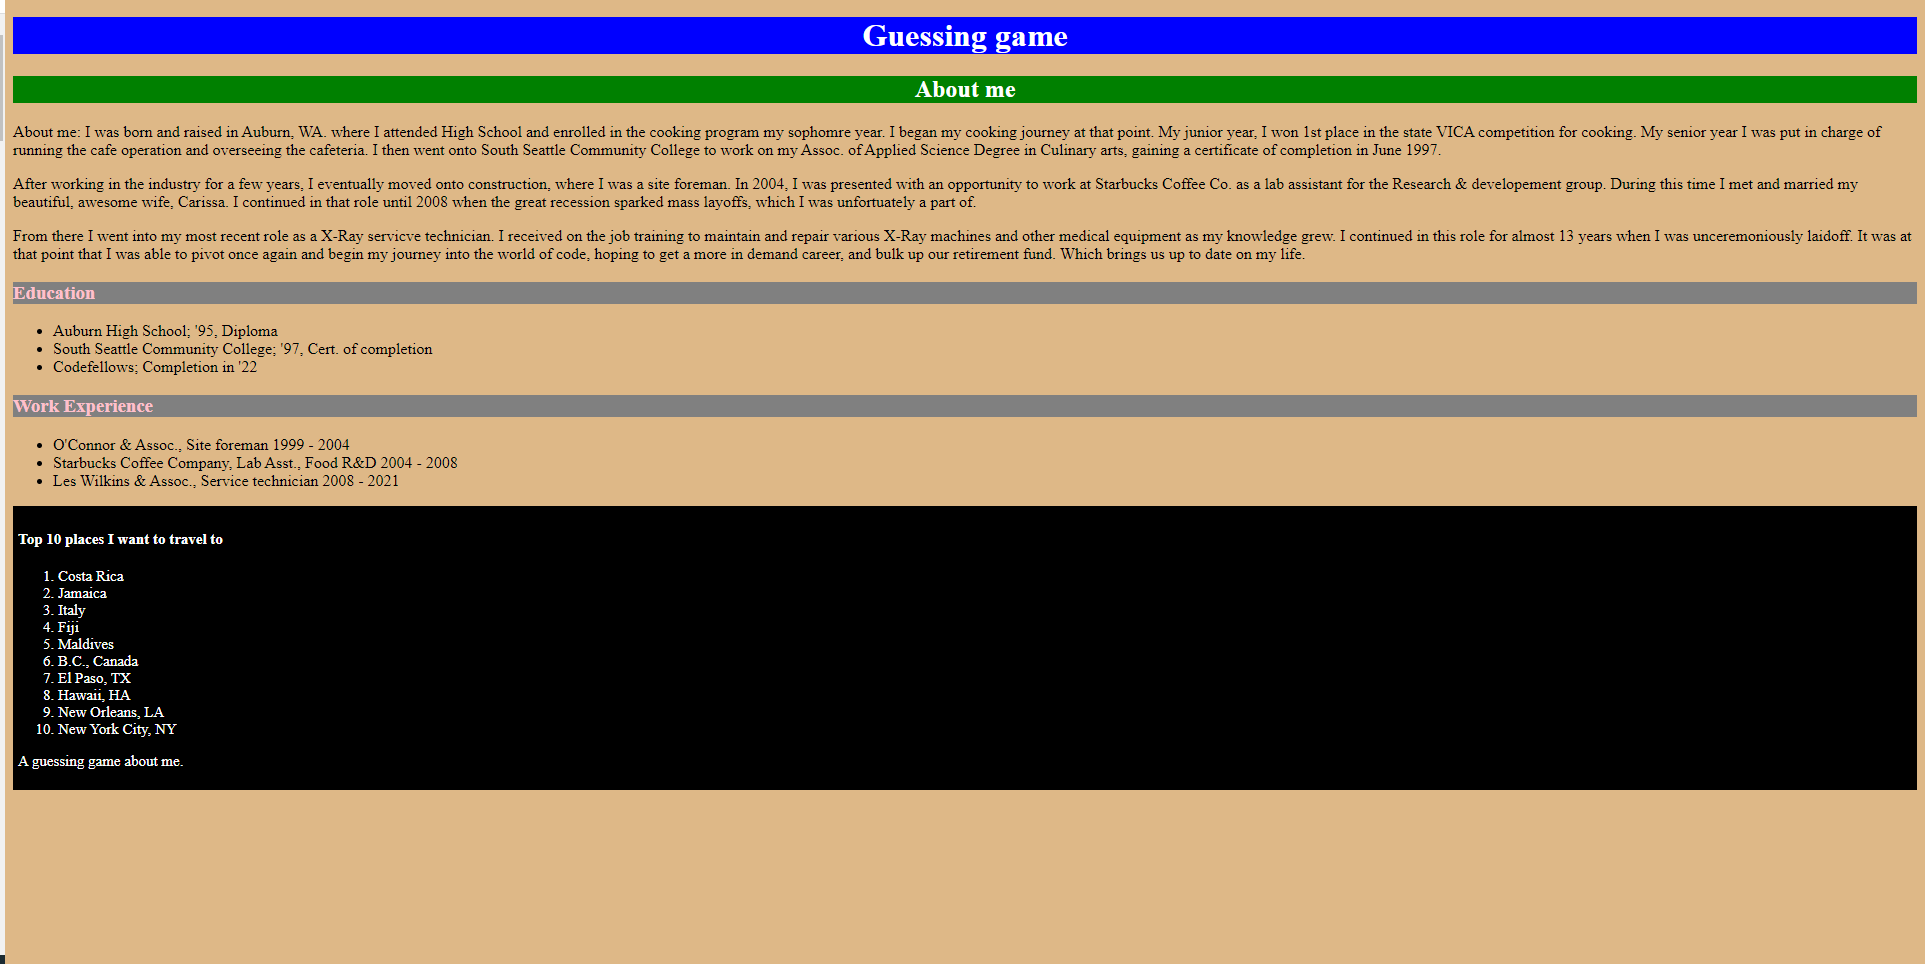 Guessing game
About me
About me: I was born and raised in Auburn, WA. where I attended High School and enrolled in the cooking program my sophomre year. I began my cooking journey at that point. My junior year, I won 1st place in the state VICA competition for cooking. My senior year I was put in charge of
running the cafe operation and overseeing the cafeteria. I then went onto South Seattle Community College to work on my Assoc. of Applied Science Degree in Culinary arts, gaining a certificate of completion in June 1997.
After working in the industry for a few years, I eventually moved onto construction, where I was a site foreman. In 2004, I was presented with an opportunity to work at Starbucks Coffee Co. as a lab assistant for the Research & developement group. During this time I met and married my
beautiful, awesome wife, Carissa. I continued in that role until 2008 when the great recession sparked mass layoffs, which I was unfortuately a part of.
From there I went into my most recent role as a X-Ray servicve technician. I received on the job training to maintain and repair various X-Ray machines and other medical equipment as my knowledge grew. I continued in this role for almost 13 years when I was unceremoniously laidoff. It was at
that point that I was able to pivot once again and begin my journey into the world of code, hoping to get a more in demand career, and bulk up our retirement fund. Which brings us up to date on my life.
Education
• Auburn High School; '95, Diploma
• South Seattle Community College; '97, Cert. of completion
• Codefellows; Completion in '22
Work Experience
• O'Connor & Assoc., Site foreman 1999 - 2004
• Starbucks Coffee Company, Lab Asst., Food R&D 2004 - 2008
• Les Wilkins & Assoc., Service technician 2008 - 2021
Top 10 places I want to travel to
1. Costa Rica
2. Jamaica
3. Italy
4. Fiji
5. Maldives
6. B.C., Canada
7. El Paso, TX
8. Hawaii, HA
9. New Orleans, LA
10. New York City, NY
A guessing game about me.